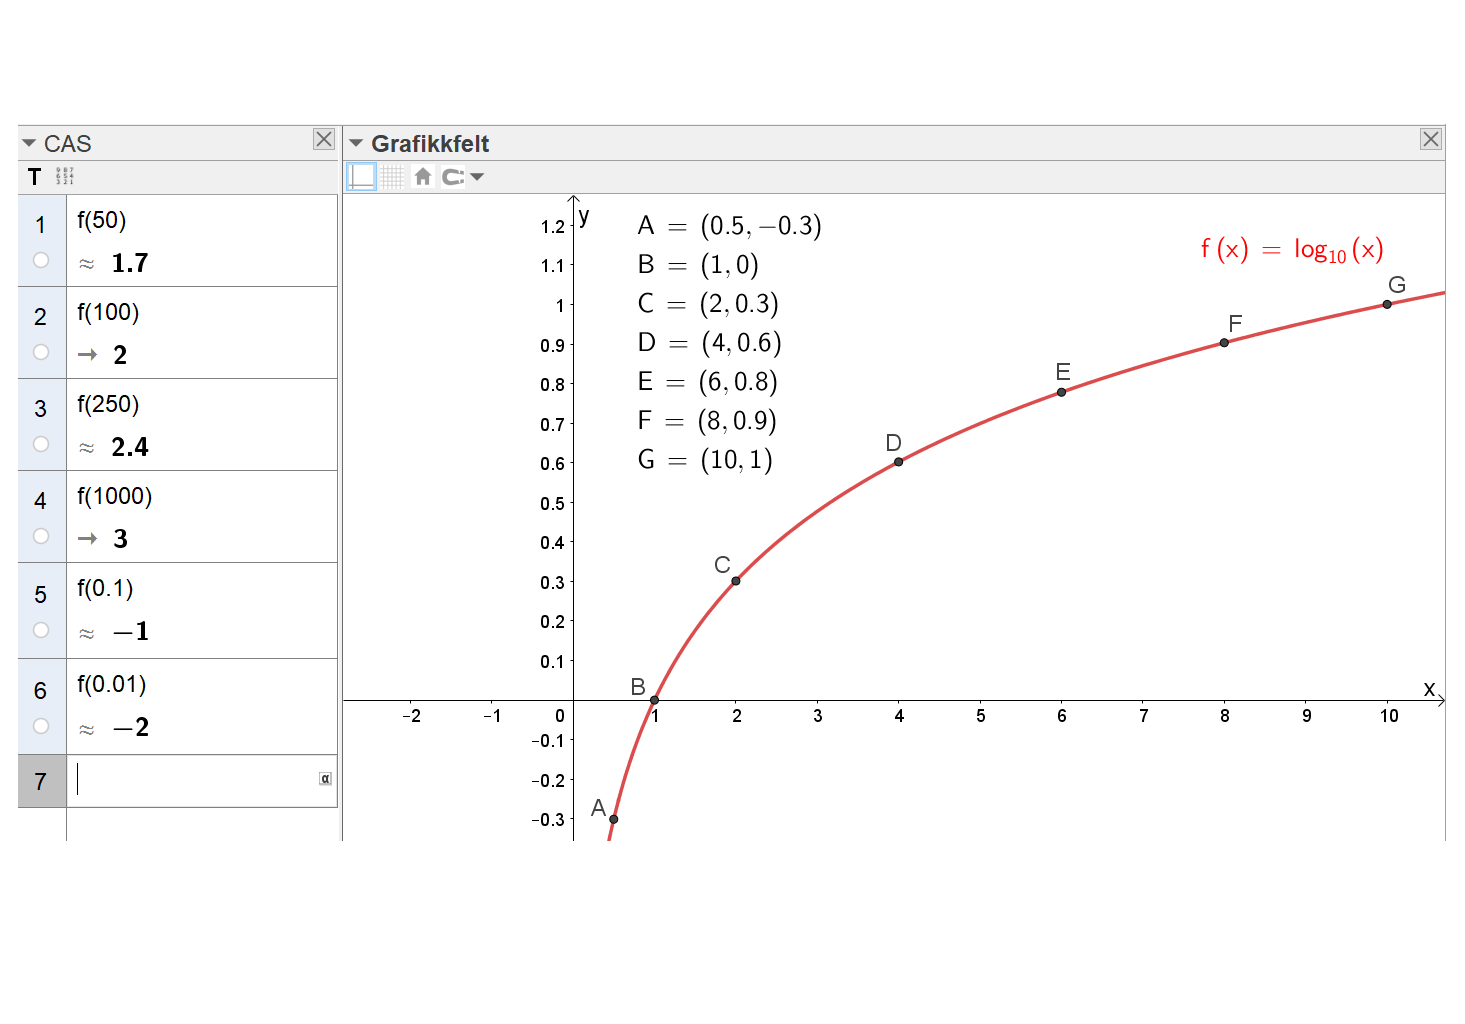 CAS
T
1 f(50)
≈ 1.7
2 f(100)
→ 2
3 f(250)
≈ 2.4
4 f(1000)
→ 3
5 f(0.1)
≈ −1
6 f(0.01)
≈ −2
7 α
Grafikkfelt
y
A = (0.5, −0.3)
B = (1, 0)
C = (2, 0.3)
D = (4, 0.6)
E = (6, 0.8)
F = (8, 0.9)
G = (10, 1)
f (x) = log₁₀ (x)
1.2
1.1
1
0.9
0.8
0.7
0.6
0.5
0.4
0.3
0.2
0.1
−0.1
−0.2
−0.3
−2 −1 0 1 2 3 4 5 6 7 8 9 10
x
A
B
C
D
E
F
G